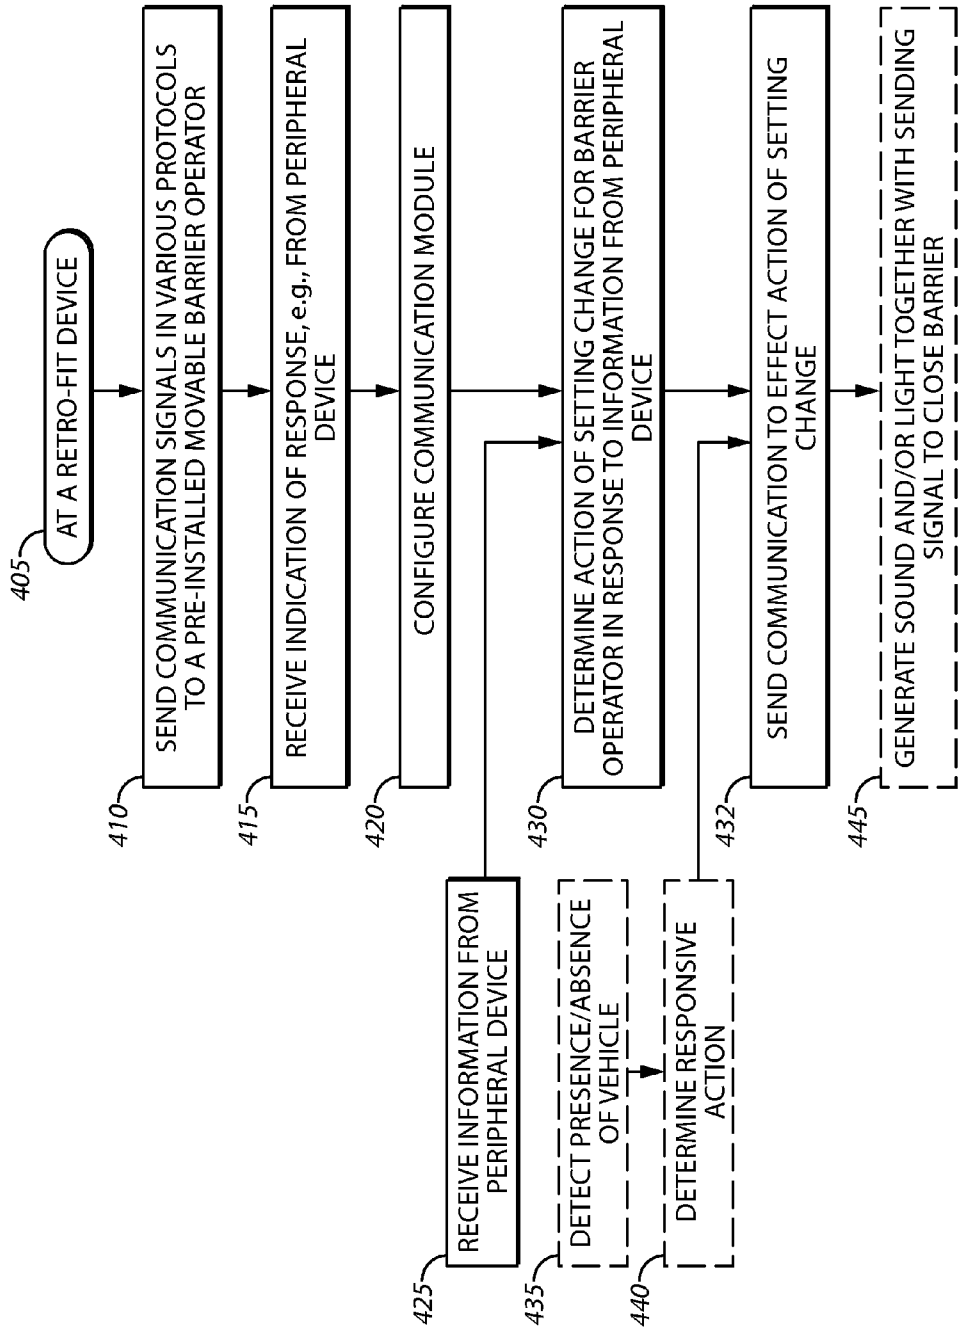 405
AT A RETRO-FIT DEVICE
410
SEND COMMUNICATION SIGNALS IN VARIOUS PROTOCOLS
TO A PRE-INSTALLED MOVABLE BARRIER OPERATOR
415
RECEIVE INDICATION OF RESPONSE, e.g., FROM PERIPHERAL
DEVICE
420
CONFIGURE COMMUNICATION MODULE
425
RECEIVE INFORMATION FROM
PERIPHERAL DEVICE
430
DETERMINE ACTION OF SETTING CHANGE FOR BARRIER
OPERATOR IN RESPONSE TO INFORMATION FROM PERIPHERAL
DEVICE
435
DETECT PRESENCE/ABSENCE
OF VEHICLE
440
DETERMINE RESPONSIVE
ACTION
432
SEND COMMUNICATION TO EFFECT ACTION OF SETTING
CHANGE
445
GENERATE SOUND AND/OR LIGHT TOGETHER WITH SENDING
SIGNAL TO CLOSE BARRIER